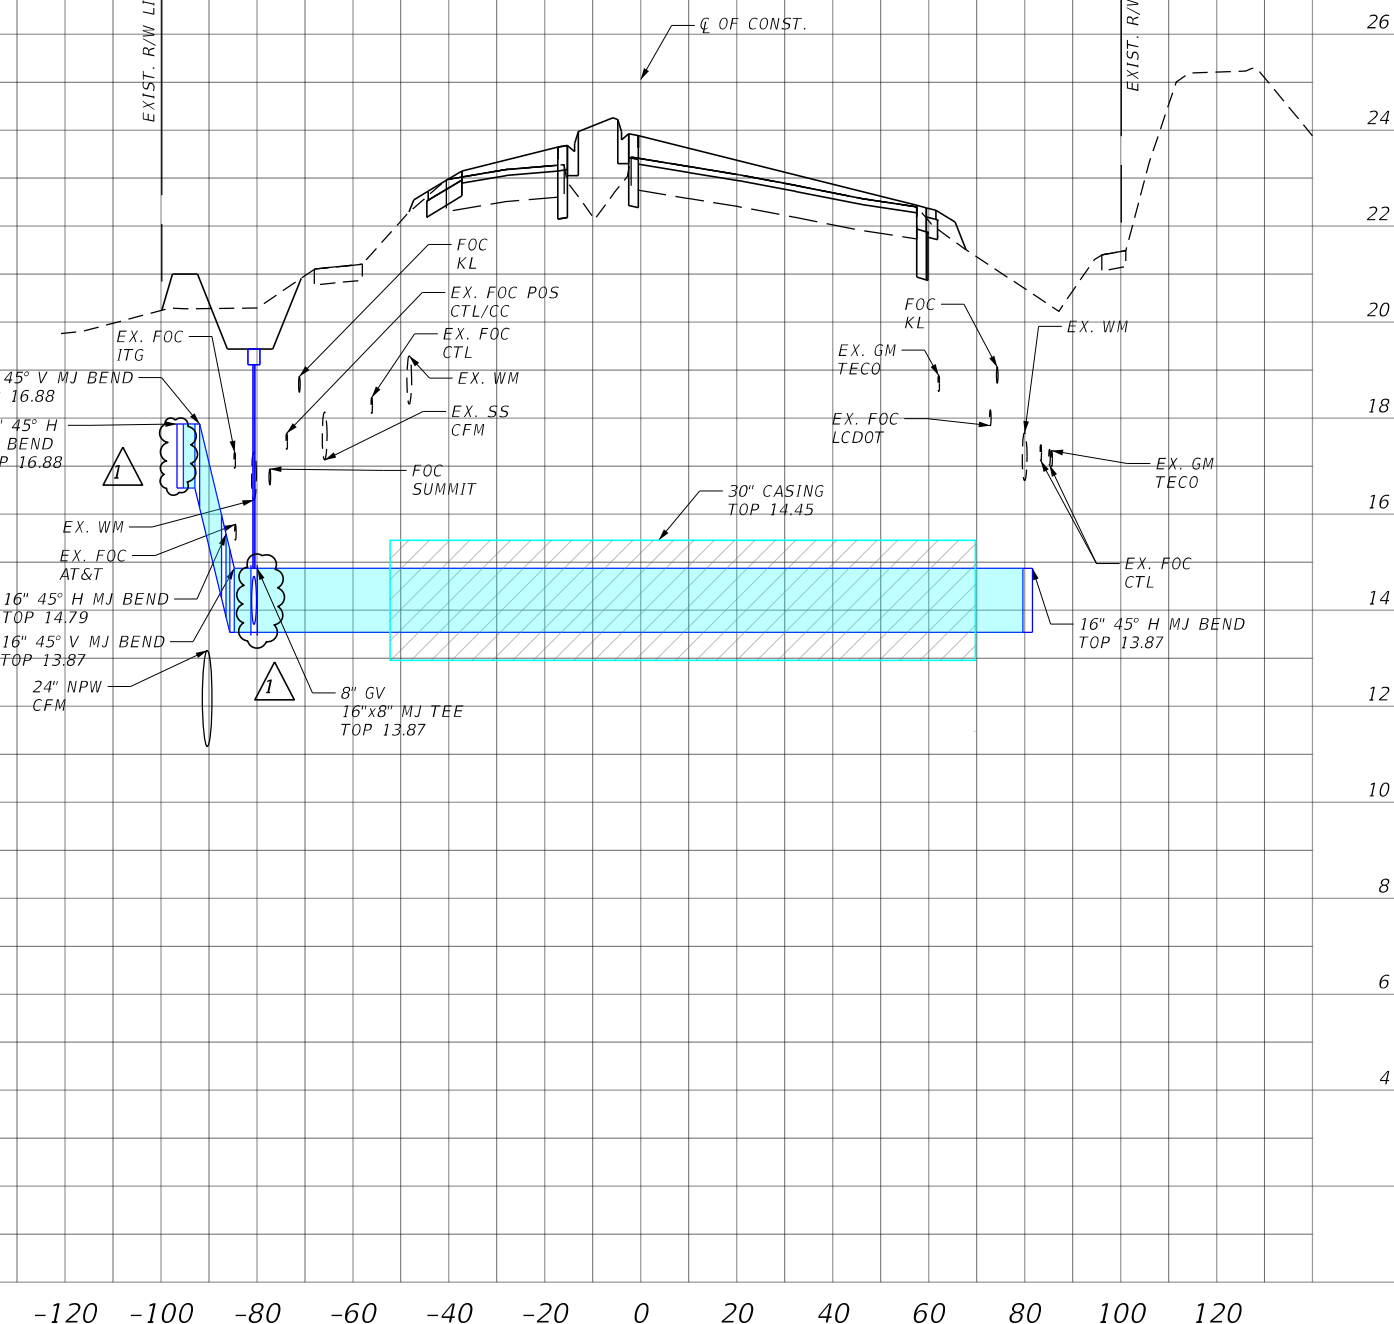 EXIST. R/W LI
℄ OF CONST.
EXIST. R/W
26
24
22
20
18
16
14
12
10
8
6
4
FOC
KL
EX. FOC POS
CTL/CC
EX. FOC
CTL
EX. WM
EX. SS
CFM
FOC
SUMMIT
EX. FOC
ITG
45° V MJ BEND
16.88
" 45° H
BEND
P 16.88
1
EX. WM
EX. FOC
AT&T
16" 45° H MJ BEND
TOP 14.79
16" 45° V MJ BEND
TOP 13.87
24" NPW
CFM
1
8" GV
16"x8" MJ TEE
TOP 13.87
30" CASING
TOP 14.45
FOC
KL
EX. WM
EX. GM
TECO
EX. FOC
LCDOT
EX. GM
TECO
EX. FOC
CTL
16" 45° H MJ BEND
TOP 13.87
-120 -100 -80 -60 -40 -20 0 20 40 60 80 100 120